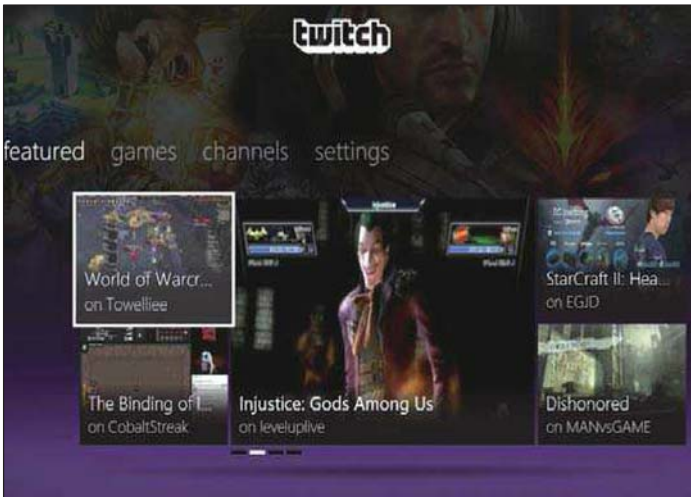 twitch
featured games channels settings
World of Warcr...
on Towelliee
The Binding of I...
on CobaltStreak
Injustice
Injustice: Gods Among Us
on leveluplive
StarCraft II: Hea...
on EGJD
Dishonored
on MANvsGAME